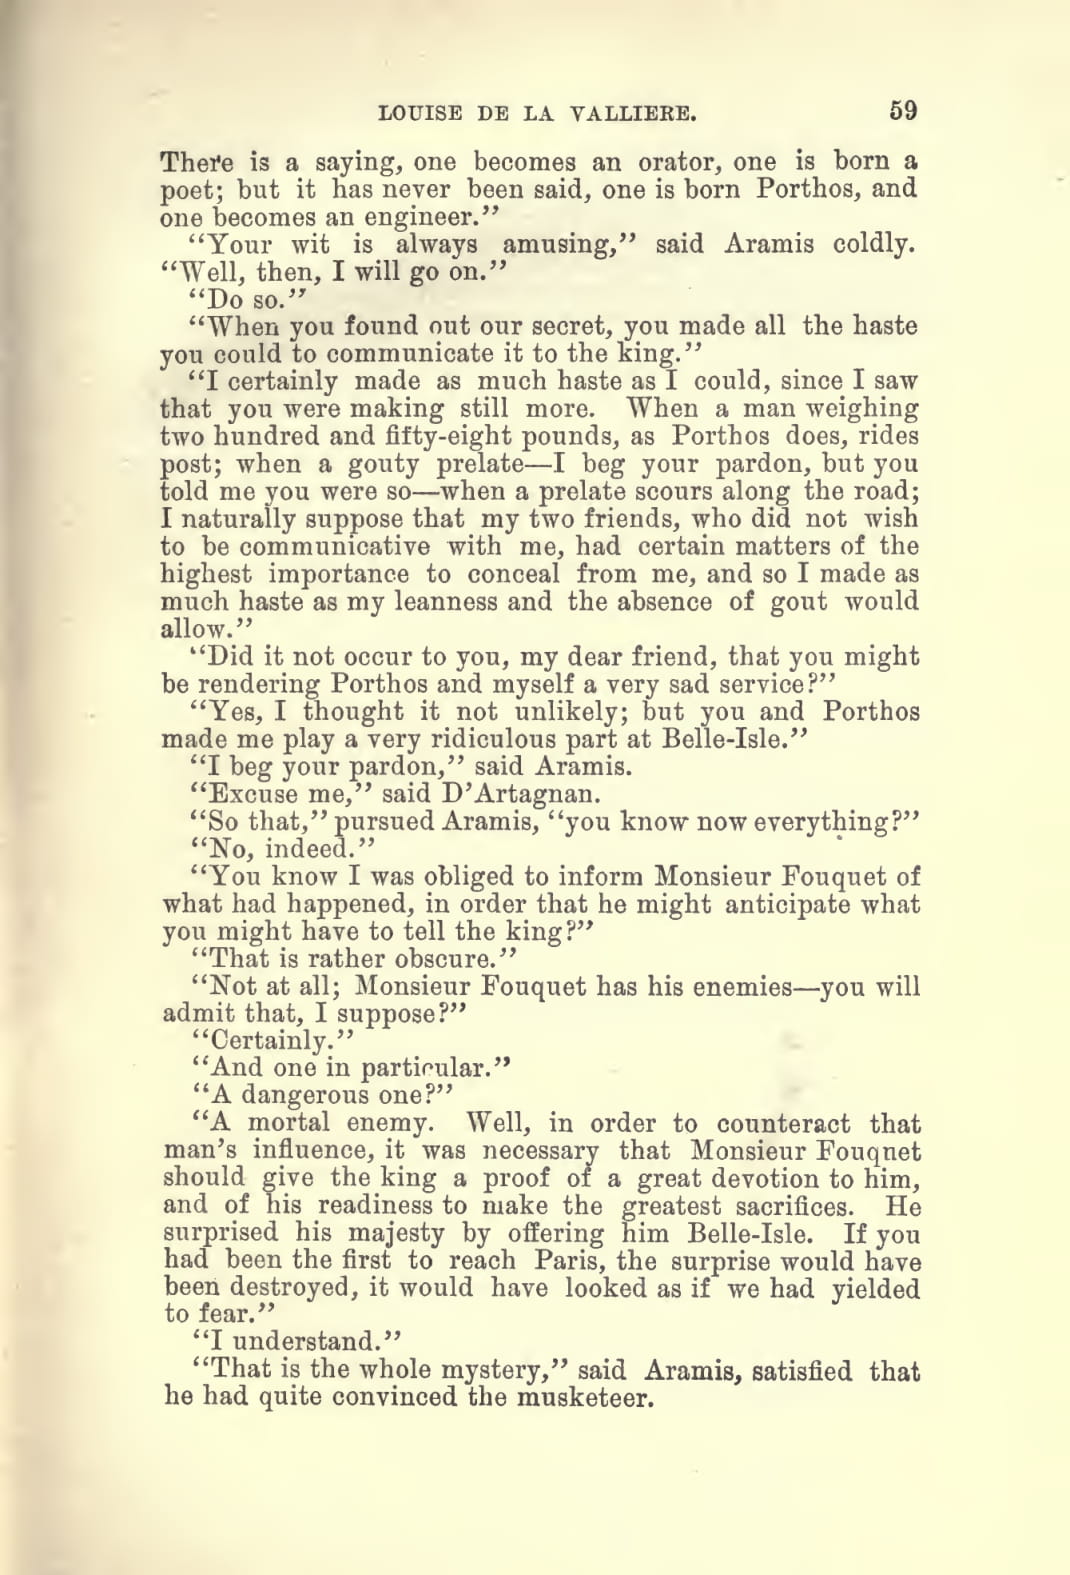 LOUISE DE LA VALLIERE. 59
There is a saying, one becomes an orator, one is born a
poet; but it has never been said, one is born Porthos, and
one becomes an engineer.”
“Your wit is always amusing,” said Aramis coldly.
“Well, then, I will go on.”
“Do so.”
“When you found out our secret, you made all the haste
you could to communicate it to the king.”
“I certainly made as much haste as I could, since I saw
that you were making still more. When a man weighing
two hundred and fifty-eight pounds, as Porthos does, rides
post; when a gouty prelate—I beg your pardon, but you
told me you were so—when a prelate scours along the road;
I naturally suppose that my two friends, who did not wish
to be communicative with me, had certain matters of the
highest importance to conceal from me, and so I made as
much haste as my leanness and the absence of gout would
allow.”
“Did it not occur to you, my dear friend, that you might
be rendering Porthos and myself a very sad service?”
“Yes, I thought it not unlikely; but you and Porthos
made me play a very ridiculous part at Belle-Isle.”
“I beg your pardon,” said Aramis.
“Excuse me,” said D’Artagnan.
“So that,” pursued Aramis, “you know now everything?”
“No, indeed.”
“You know I was obliged to inform Monsieur Fouquet of
what had happened, in order that he might anticipate what
you might have to tell the king?”
“That is rather obscure.”
“Not at all; Monsieur Fouquet has his enemies—you will
admit that, I suppose?”
“Certainly.”
“And one in particular.”
“A dangerous one?”
“A mortal enemy. Well, in order to counteract that
man’s influence, it was necessary that Monsieur Fouquet
should give the king a proof of a great devotion to him,
and of his readiness to make the greatest sacrifices. He
surprised his majesty by offering him Belle-Isle. If you
had been the first to reach Paris, the surprise would have
been destroyed, it would have looked as if we had yielded
to fear.”
“I understand.”
“That is the whole mystery,” said Aramis, satisfied that
he had quite convinced the musketeer.